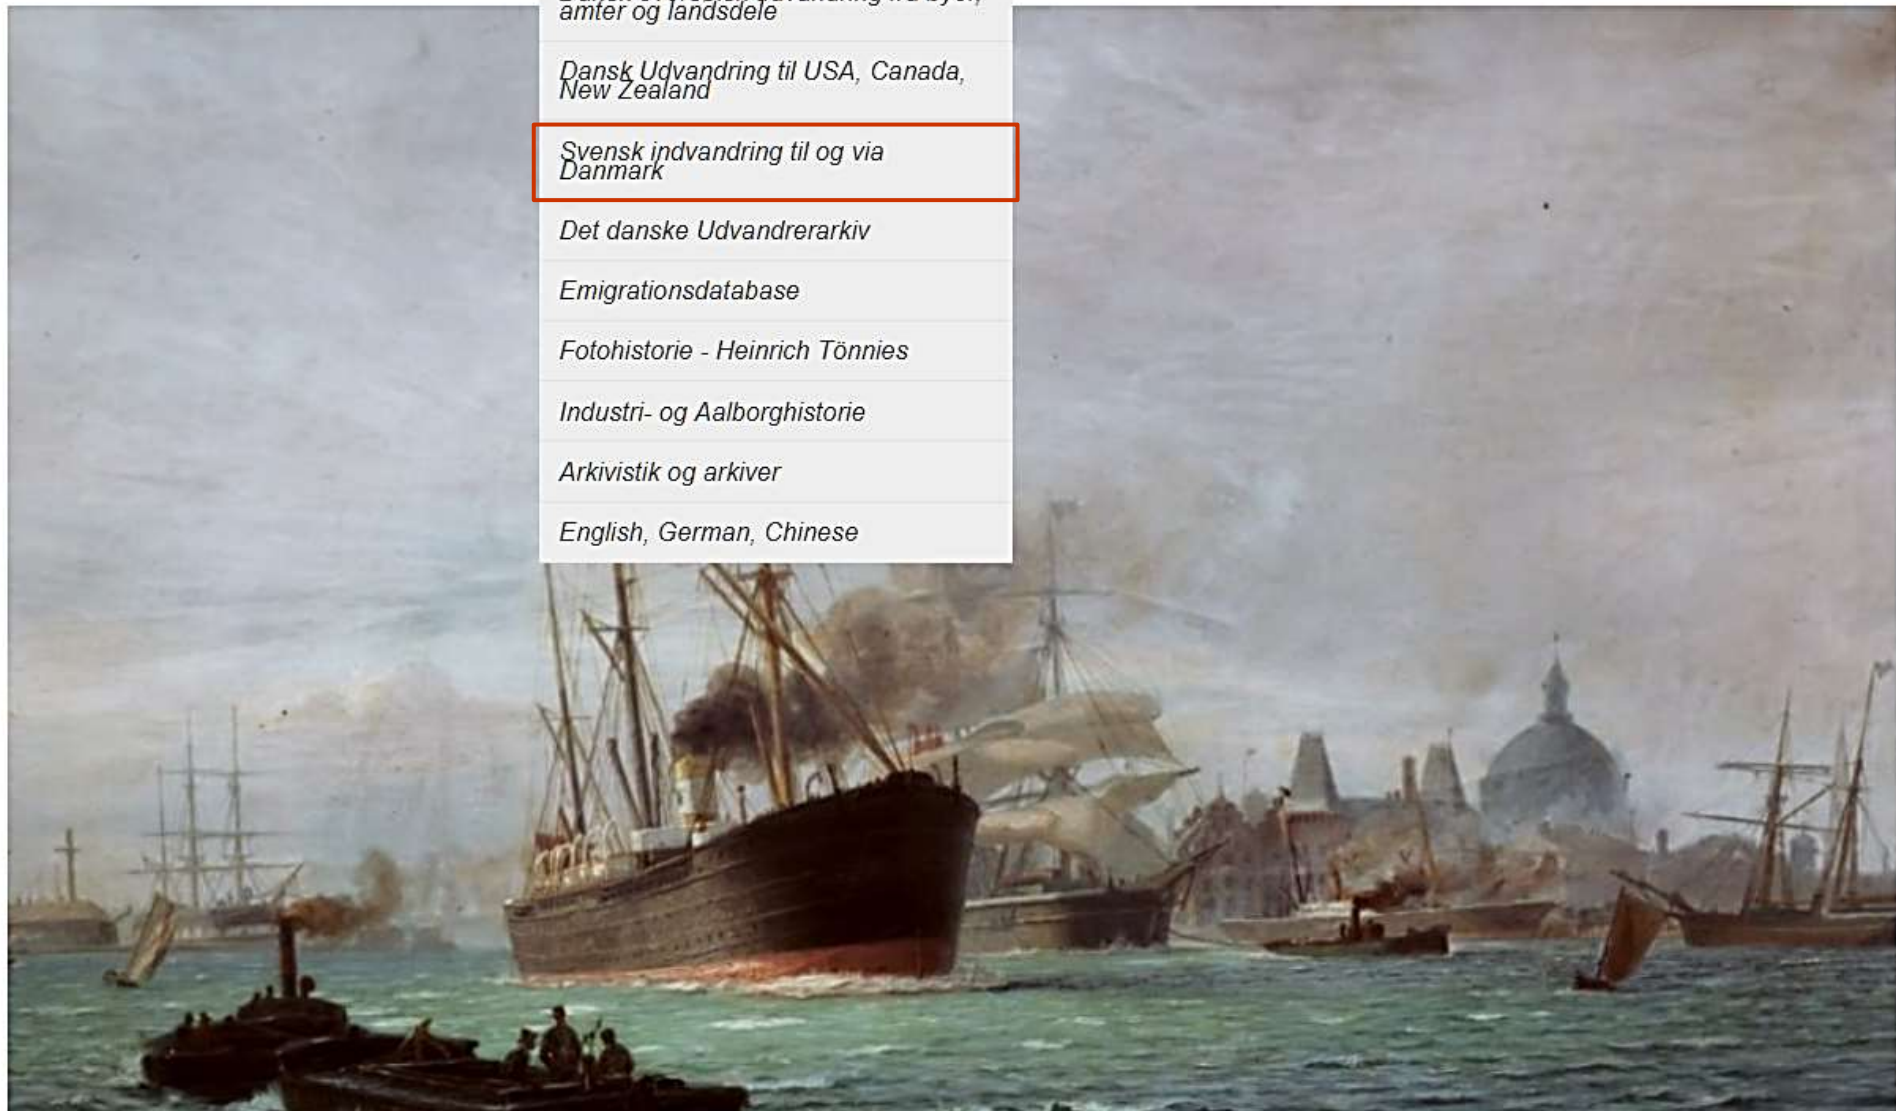 amter og landsdele
Dansk Udvandring til USA, Canada,
New Zealand
Svensk indvandring til og via
Danmark
Det danske Udvandrerarkiv
Emigrationsdatabase
Fotohistorie - Heinrich Tönnies
Industri- og Aalborghistorie
Arkivistik og arkiver
English, German, Chinese